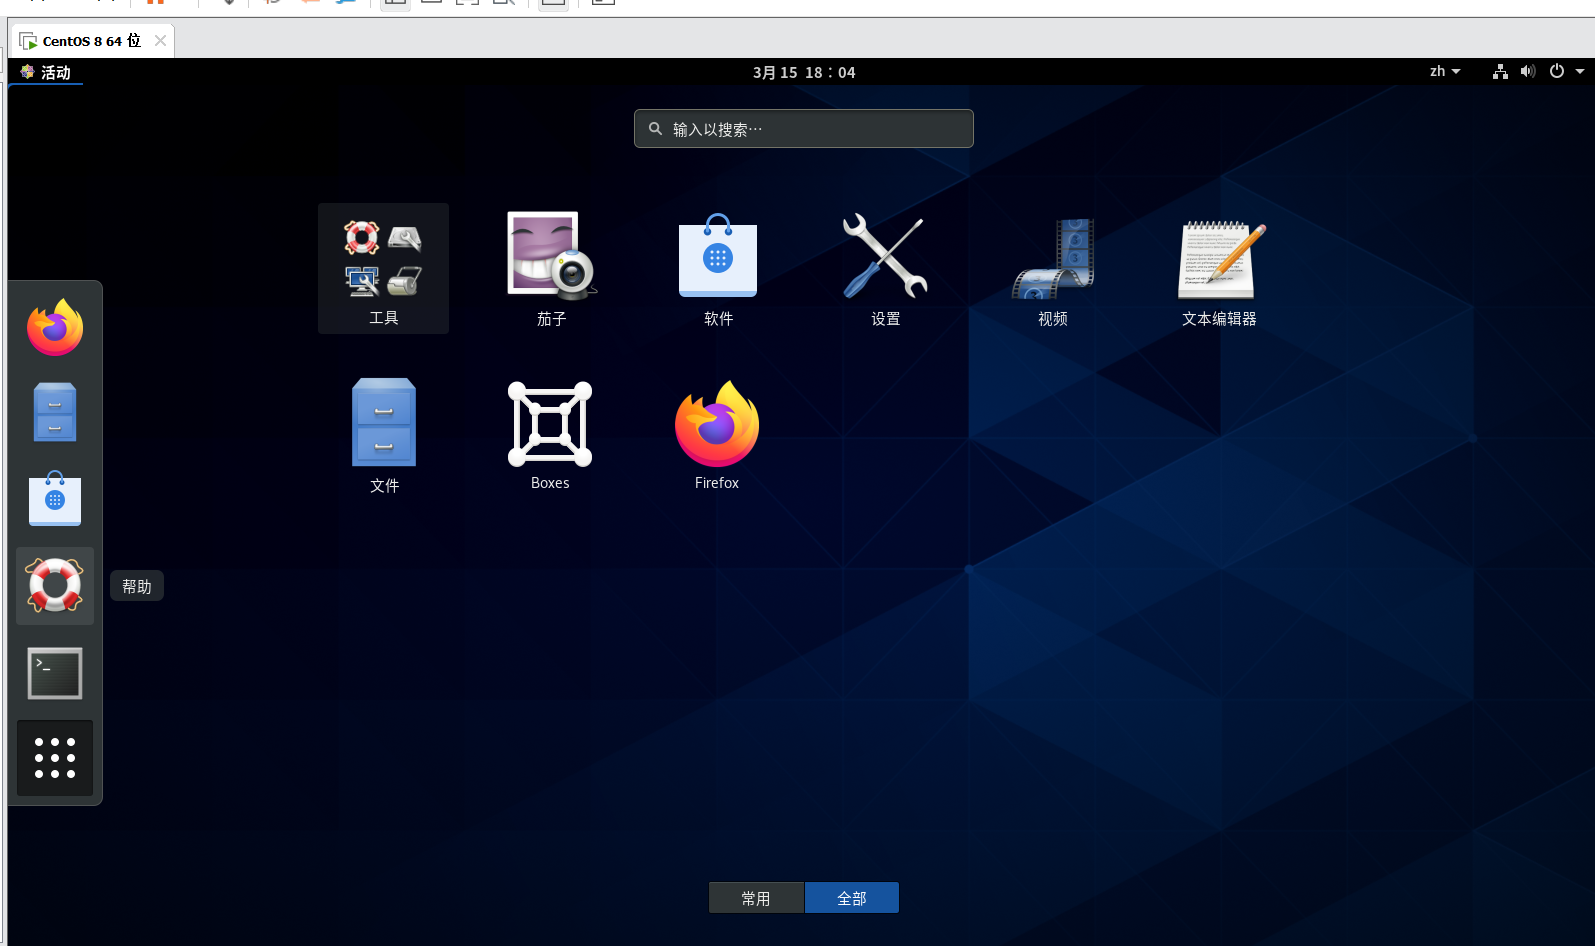 CentOS 8 64 位
活动
3月 15 18：04
zh
输入以搜索…
工具
茄子
软件
设置
视频
文本编辑器
文件
Boxes
Firefox
帮助
常用
全部